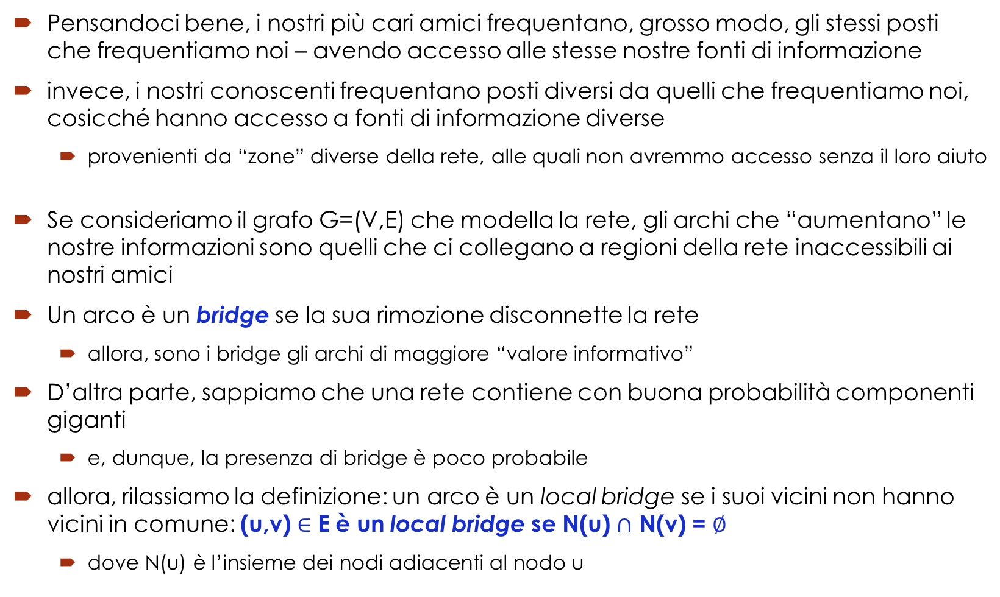 Pensandoci bene, i nostri più cari amici frequentano, grosso modo, gli stessi posti
che frequentiamo noi – avendo accesso alle stesse nostre fonti di informazione
invece, i nostri conoscenti frequentano posti diversi da quelli che frequentiamo noi,
cosicché hanno accesso a fonti di informazione diverse
provenienti da “zone” diverse della rete, alle quali non avremmo accesso senza il loro aiuto
Se consideriamo il grafo G=(V,E) che modella la rete, gli archi che “aumentano” le
nostre informazioni sono quelli che ci collegano a regioni della rete inaccessibili ai
nostri amici
Un arco è un bridge se la sua rimozione disconnette la rete
allora, sono i bridge gli archi di maggiore “valore informativo”
D’altra parte, sappiamo che una rete contiene con buona probabilità componenti
giganti
e, dunque, la presenza di bridge è poco probabile
allora, rilassiamo la definizione: un arco è un local bridge se i suoi vicini non hanno
vicini in comune: (u,v) ∈ E è un local bridge se N(u) ∩ N(v) = ∅
dove N(u) è l’insieme dei nodi adiacenti al nodo u